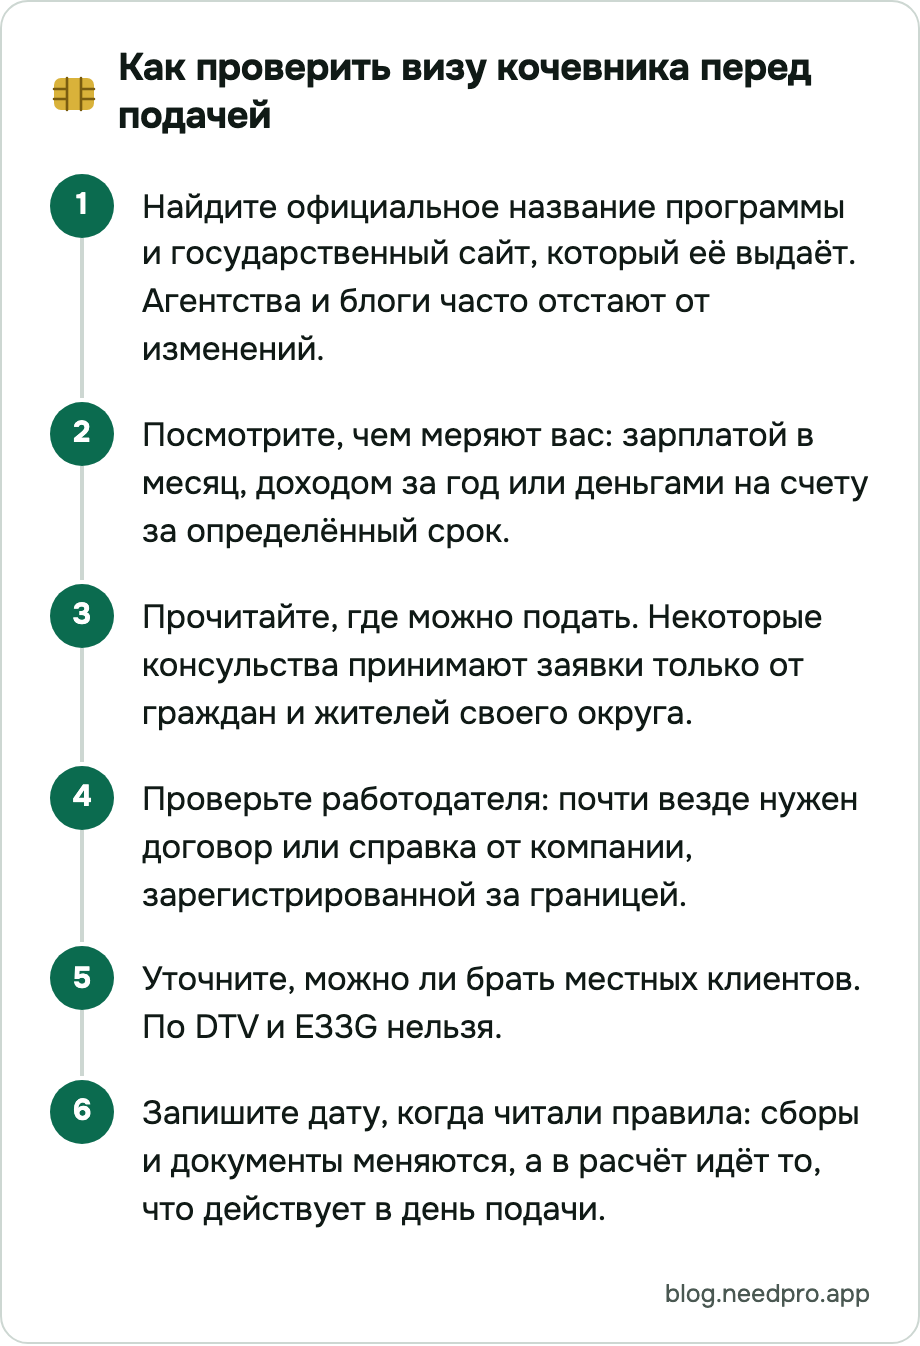 Как проверить визу кочевника перед
подачей
1
Найдите официальное название программы
и государственный сайт, который её выдаёт.
Агентства и блоги часто отстают от
изменений.
2
Посмотрите, чем меряют вас: зарплатой в
месяц, доходом за год или деньгами на счету
за определённый срок.
3
Прочитайте, где можно подать. Некоторые
консульства принимают заявки только от
граждан и жителей своего округа.
4
Проверьте работодателя: почти везде нужен
договор или справка от компании,
зарегистрированной за границей.
5
Уточните, можно ли брать местных клиентов.
По DTV и E33G нельзя.
6
Запишите дату, когда читали правила: сборы
и документы меняются, а в расчёт идёт то,
что действует в день подачи.
blog.needpro.app